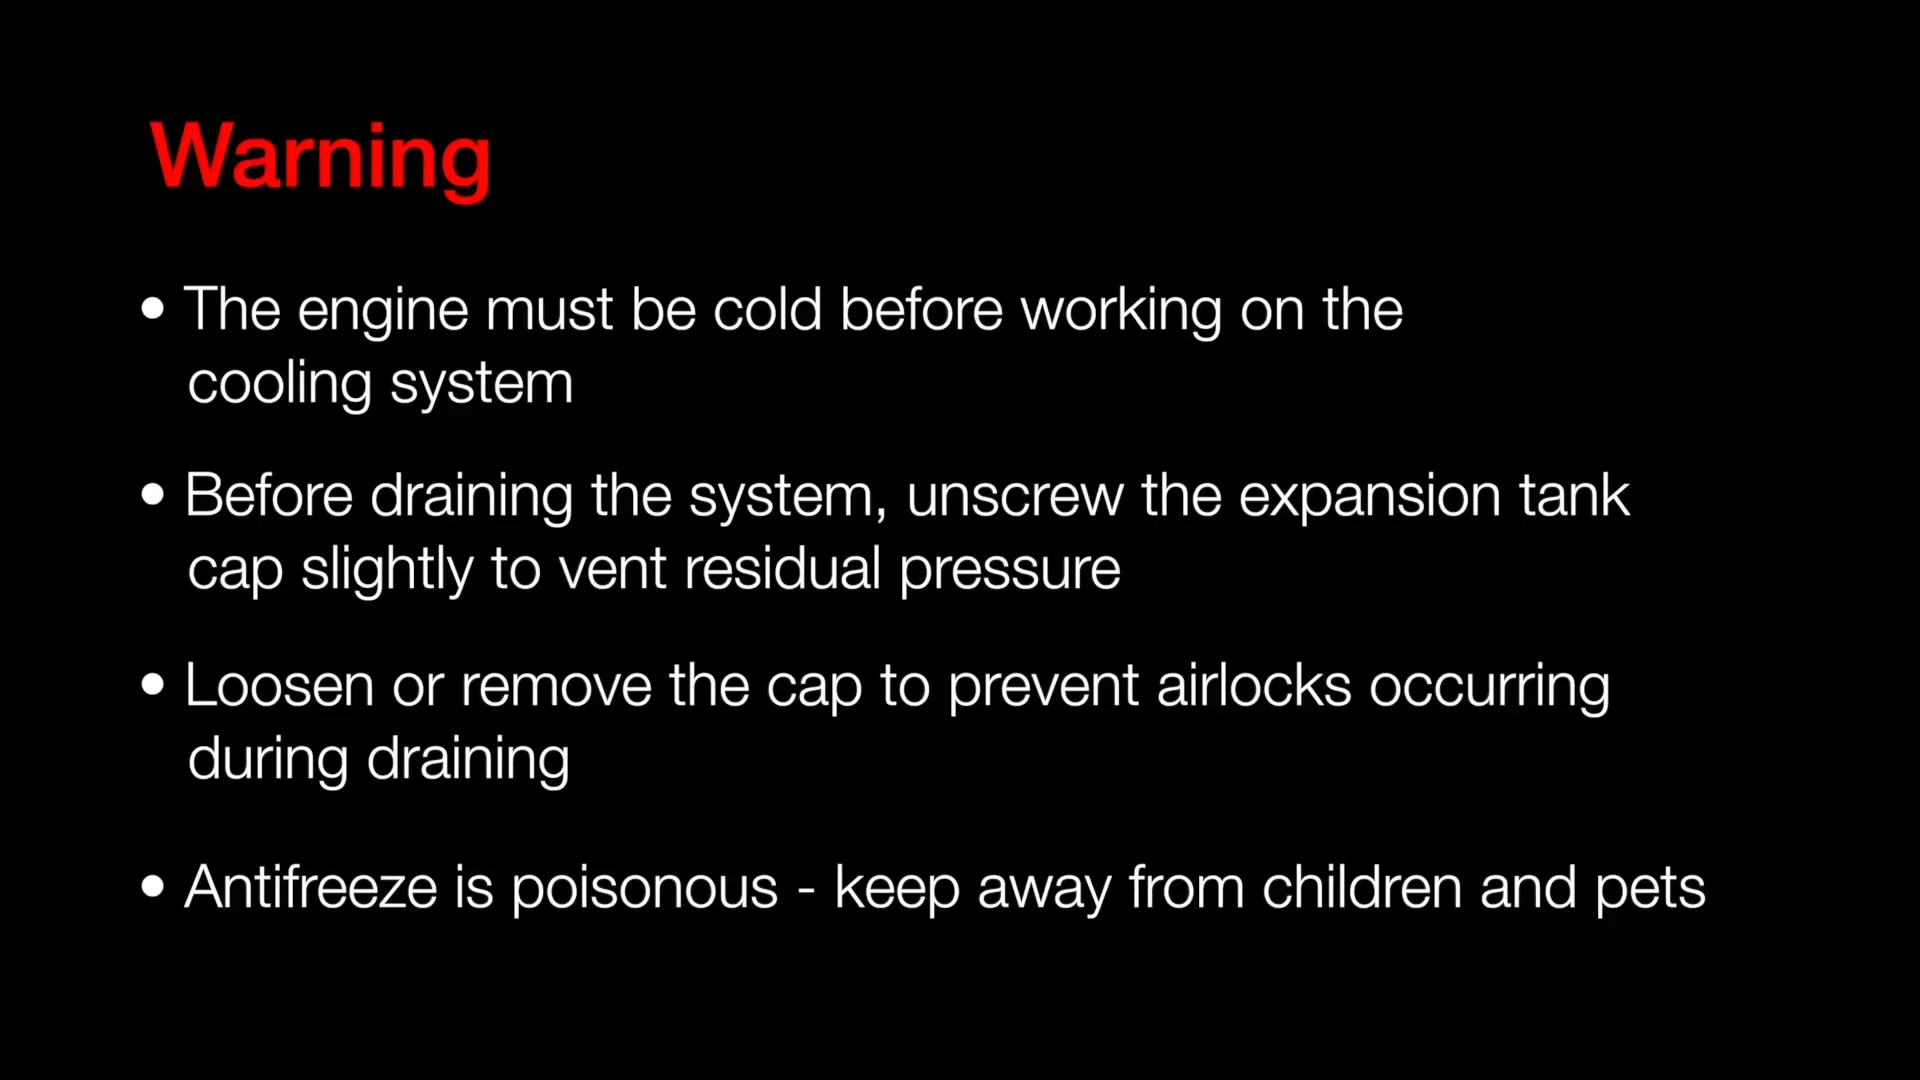 Warning
• The engine must be cold before working on the
cooling system
• Before draining the system, unscrew the expansion tank
cap slightly to vent residual pressure
• Loosen or remove the cap to prevent airlocks occurring
during draining
• Antifreeze is poisonous - keep away from children and pets